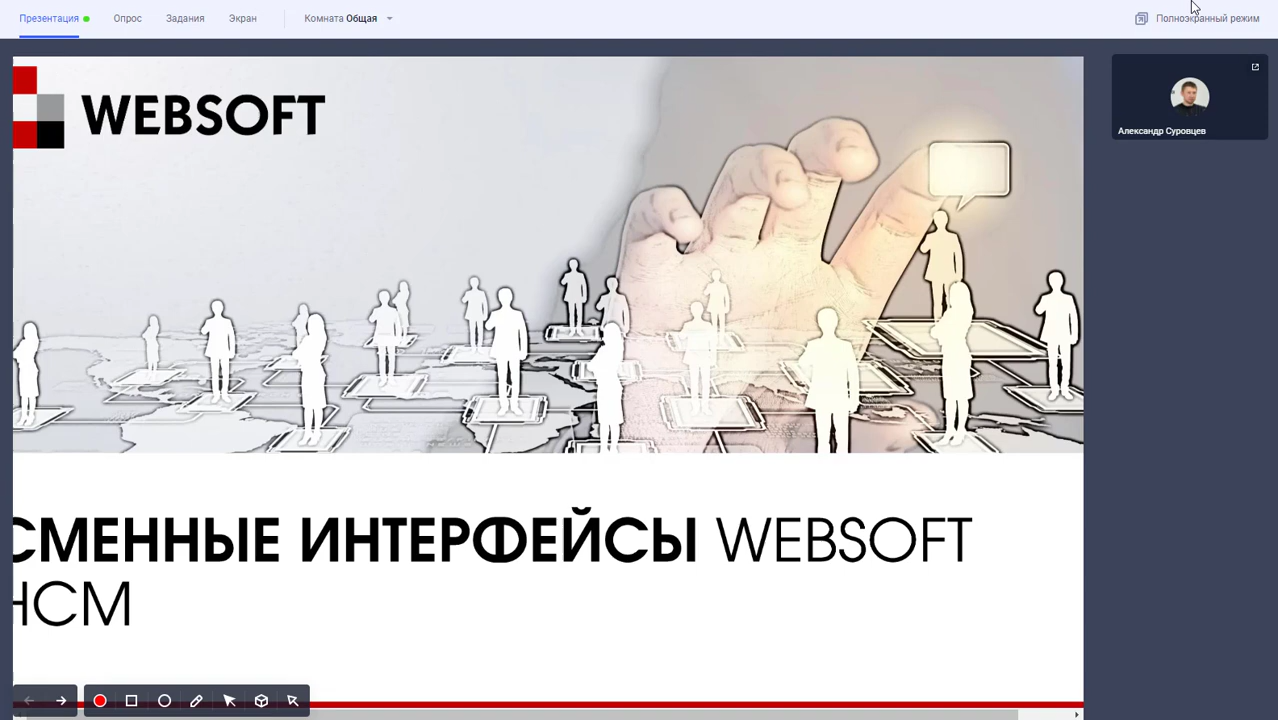 Презентация Опрос Задания Экран Комната Общая Полноэкранный режим
WEBSOFT
Александр Суровцев
СМЕННЫЕ ИНТЕРФЕЙСЫ WEBSOFT
HCM